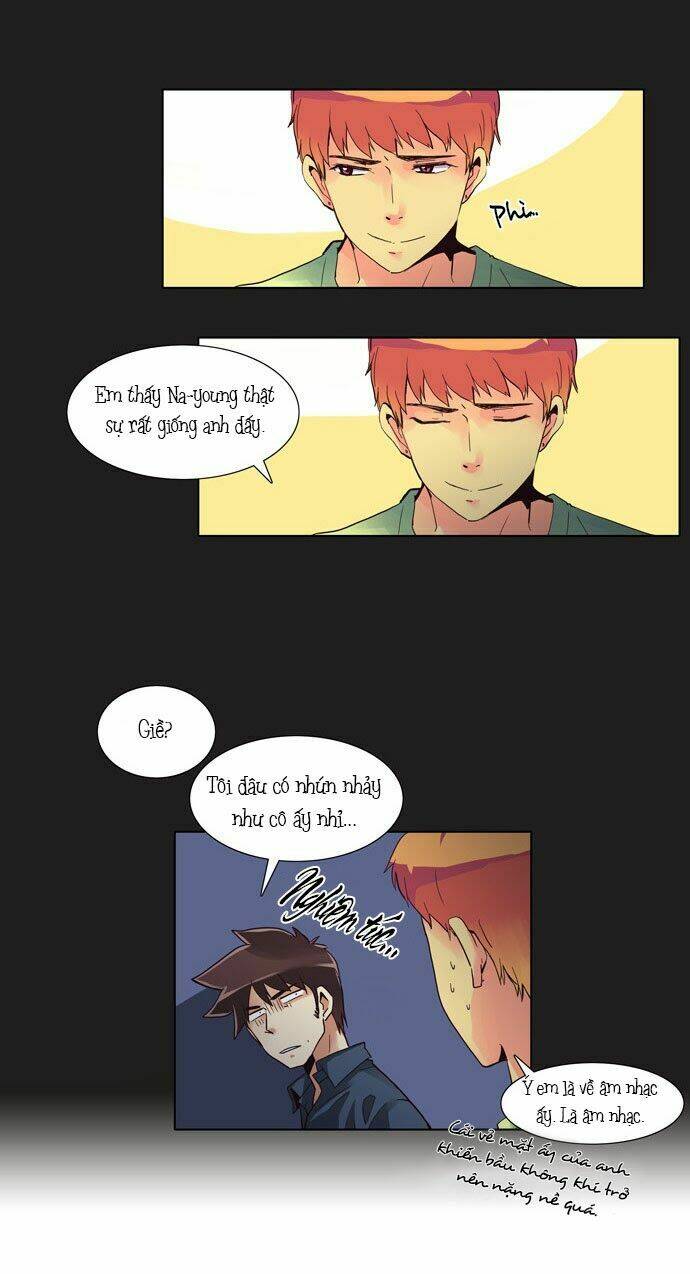 Phì...
Em thấy Na-young thật
sự rất giống anh đấy.
Giề?
Tôi đâu có nhún nhảy
như cô ấy nhỉ...
Nghiêm túc...
Ý em là về âm nhạc
ấy. Là âm nhạc.
Cái vẻ mặt ấy của anh
khiến bầu không khí trở
nên nặng nề quá.